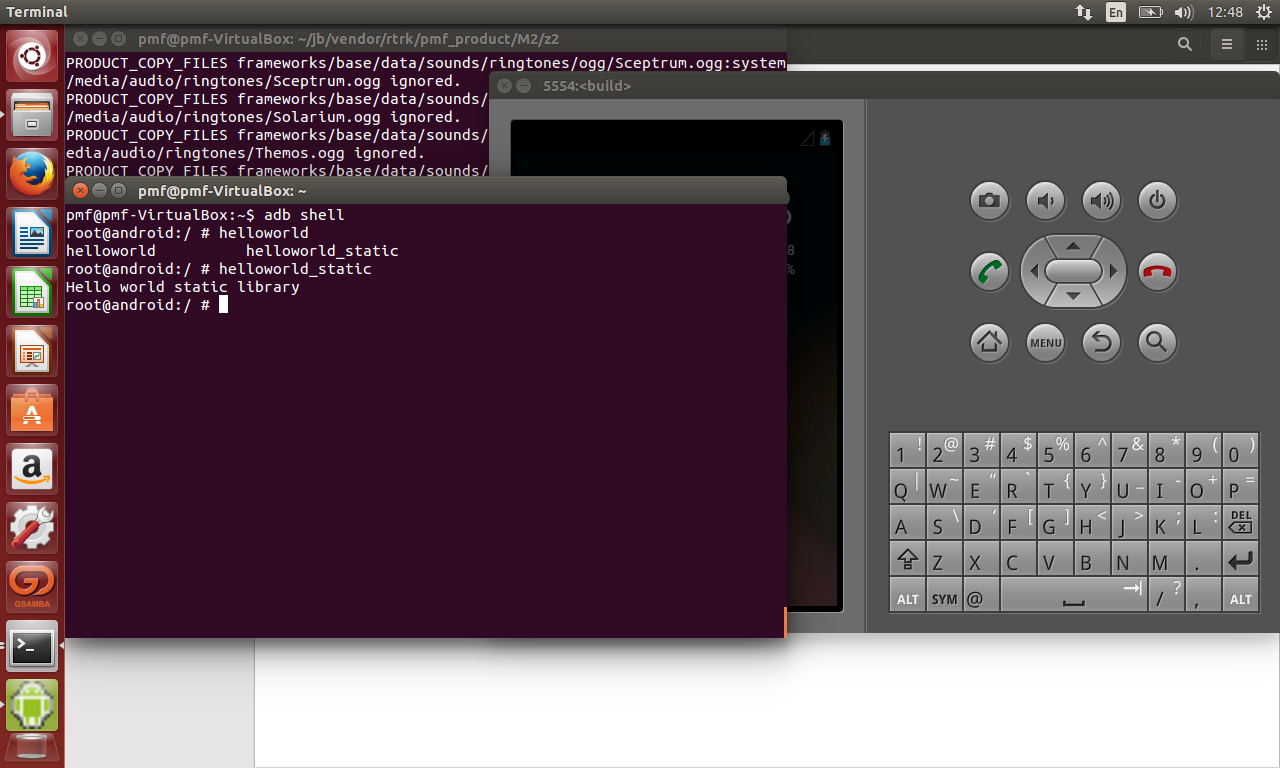 Terminal
En
12:48
pmf@pmf-VirtualBox: ~/jb/vendor/rtrk/pmf_product/M2/z2
PRODUCT_COPY_FILES frameworks/base/data/sounds/ringtones/ogg/Sceptrum.ogg:system
/media/audio/ringtones/Sceptrum.ogg ignored.
PRODUCT_COPY_FILES frameworks/base/data/sounds/
/media/audio/ringtones/Solarium.ogg ignored.
PRODUCT_COPY_FILES frameworks/base/data/sounds/
edia/audio/ringtones/Themos.ogg ignored.
PRODUCT_COPY_FILES frameworks/base/data/sounds/
5554:<build>
pmf@pmf-VirtualBox: ~
pmf@pmf-VirtualBox:~$ adb shell
root@android:/ # helloworld
helloworld helloworld_static
root@android:/ # helloworld_static
Hello world static library
root@android:/ #
8
%
MENU
1 ! 2 @ 3 # 4 $ 5 % 6 ^ 7 & 8 * 9 ( 0 )
Q | W ~ E “ R ` T { Y } U _ I - O + P =
A S \ D ‘ F [ G ] H < J > K ; L : DEL
Z X C V B N M .
ALT SYM @ / ? , ALT
a
GSAMBA